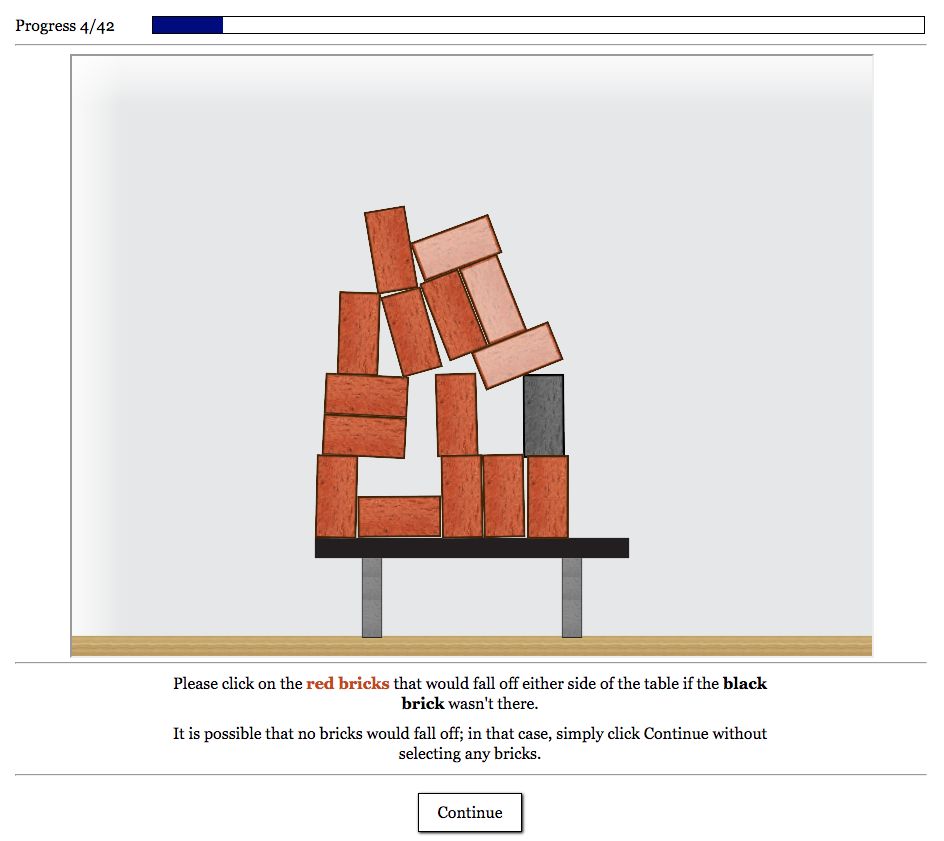 Progress 4/42
Please click on the red bricks that would fall off either side of the table if the black
brick wasn't there.
It is possible that no bricks would fall off; in that case, simply click Continue without
selecting any bricks.
Continue